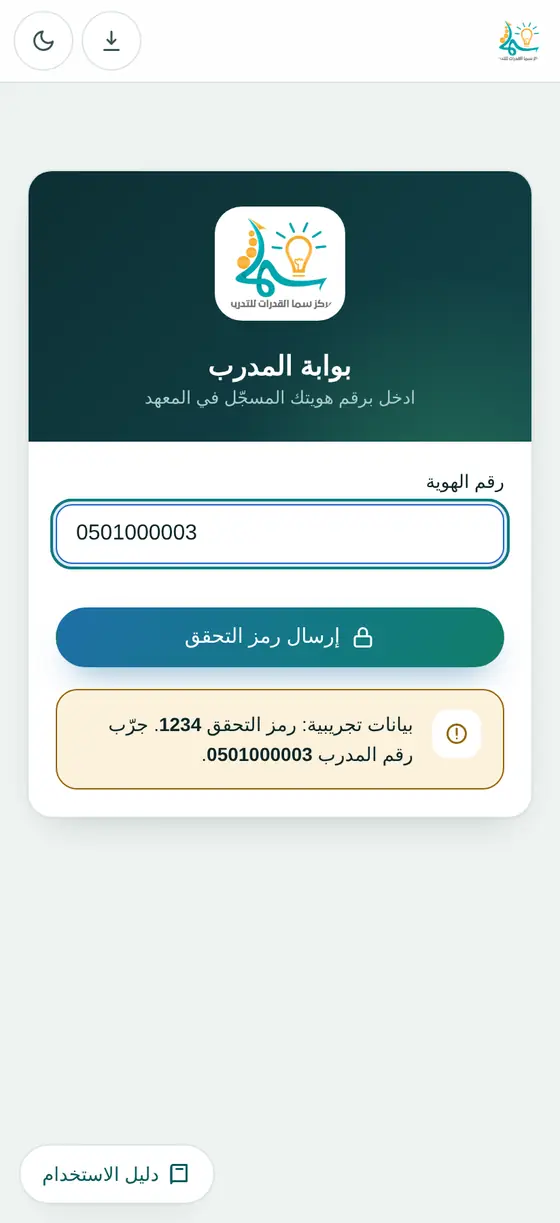 مركز سما القدرات للتدريب
بوابة المدرب
ادخل برقم هويتك المسجّل في المعهد
رقم الهوية
0501000003
إرسال رمز التحقق
بيانات تجريبية: رمز التحقق 1234. جرّب
رقم المدرب 0501000003.
دليل الاستخدام